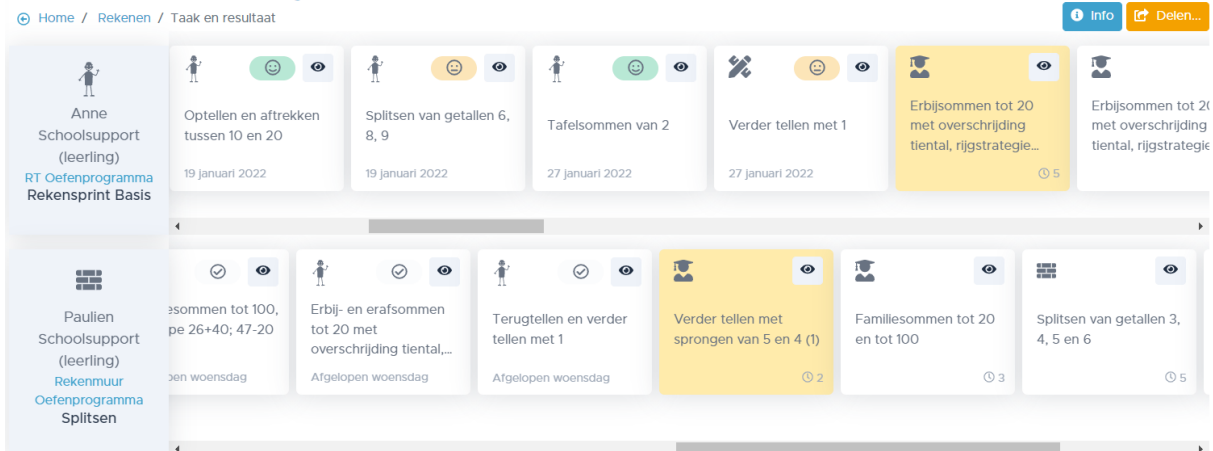 Home / Rekenen / Taak en resultaat
Info
Delen...
Anne
Schoolsupport
(leerling)
RT Oefenprogramma
Rekensprint Basis
Optellen en aftrekken
tussen 10 en 20
19 januari 2022
Splitsen van getallen 6,
8, 9
19 januari 2022
Tafelsommen van 2
27 januari 2022
Verder tellen met 1
27 januari 2022
Erbijsommen tot 20
met overschrijding
tiental, rijgstrategie...
5
Erbijsommen tot 20
met overschrijding
tiental, rijgstrategie
Paulien
Schoolsupport
(leerling)
Rekenmuur
Oefenprogramma
Splitsen
esommen tot 100,
pe 26+40; 47-20
en woensdag
Erbij- en erafsommen
tot 20 met
overschrijding tiental,...
Afgelopen woensdag
Terugtellen en verder
tellen met 1
Afgelopen woensdag
Verder tellen met
sprongen van 5 en 4 (1)
2
Familiesommen tot 20
en tot 100
3
Splitsen van getallen 3,
4, 5 en 6
5